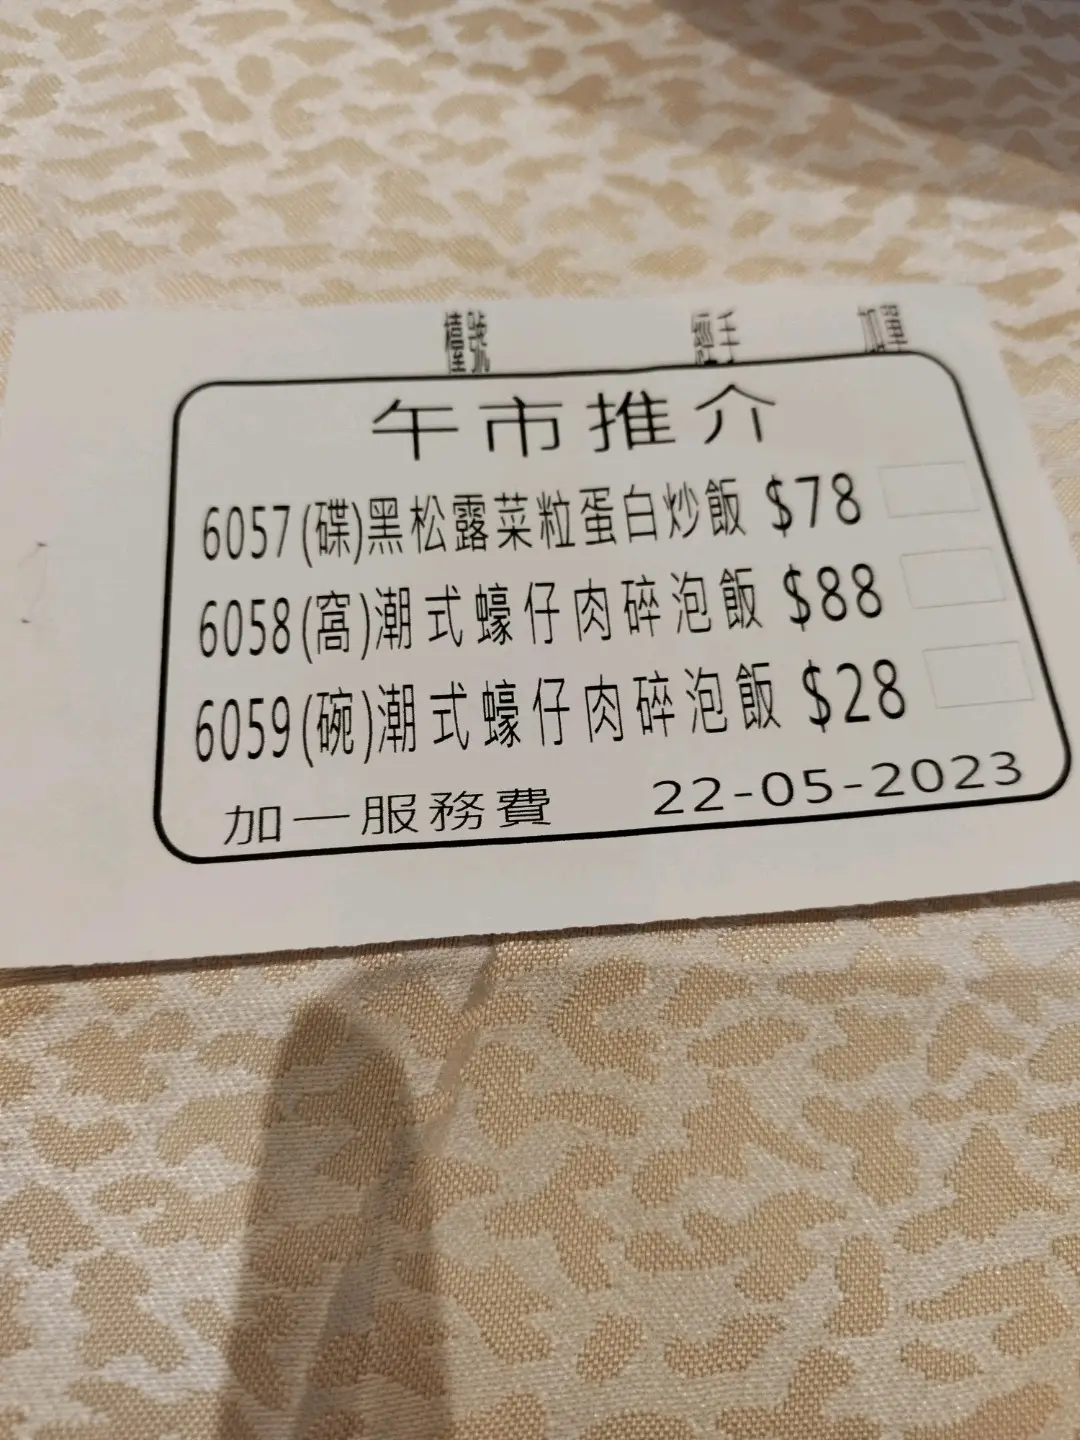 檯號 經手 加單
午市推介
6057(碟)黑松露菜粒蛋白炒飯 $78
6058(窩)潮式蠔仔肉碎泡飯 $88
6059(碗)潮式蠔仔肉碎泡飯 $28
加一服務費 22-05-2023